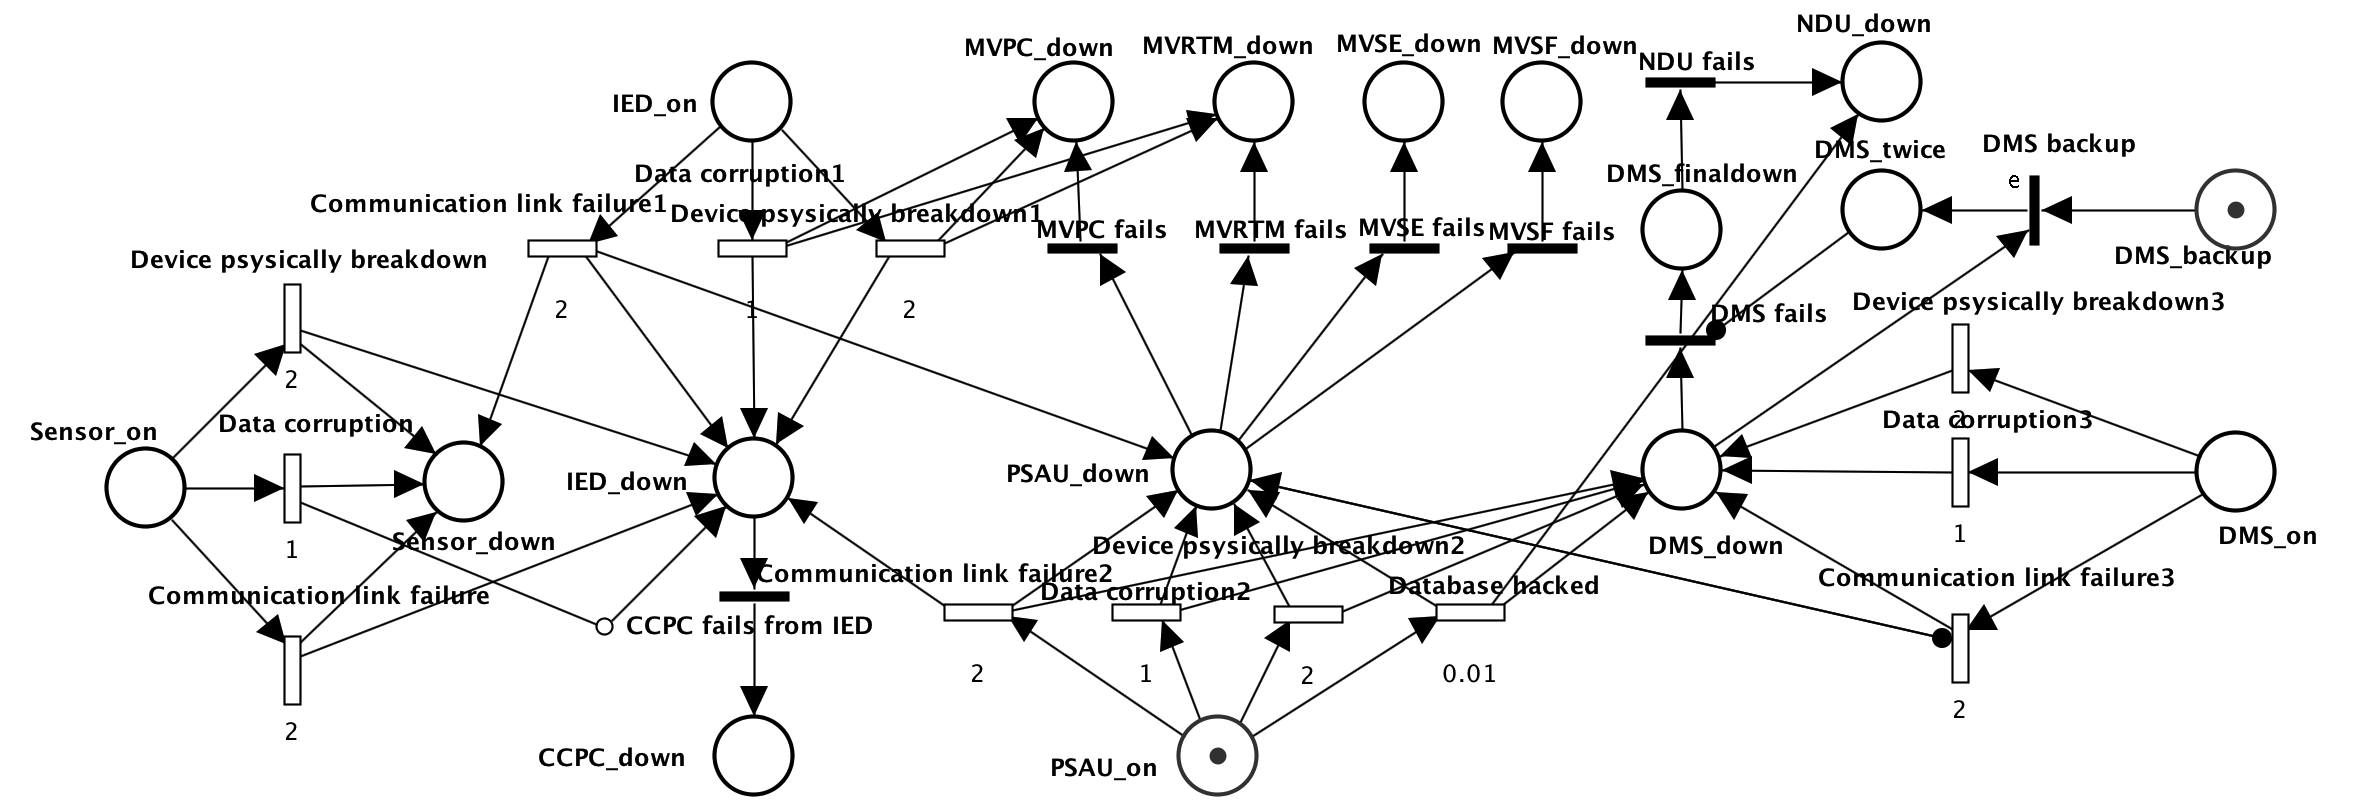 NDU_down
MVPC_down
MVRTM_down
MVSE_down
MVSF_down
NDU fails
IED_on
DMS backup
DMS_twice
e
Data corruption1
DMS_finaldown
Communication link failure1
Device psysically breakdown1
MVPC fails
MVRTM fails
MVSE fails
MVSF fails
DMS_backup
Device psysically breakdown
2
1
2
DMS fails
Device psysically breakdown3
2
2
Data corruption
Data corruption3
Sensor_on
IED_down
PSAU_down
1
Sensor_down
Device psysically breakdown2
DMS_down
1
DMS_on
Communication link failure
Communication link failure2
Data corruption2
Database hacked
Communication link failure3
CCPC fails from IED
2
1
2
0.01
2
2
CCPC_down
PSAU_on